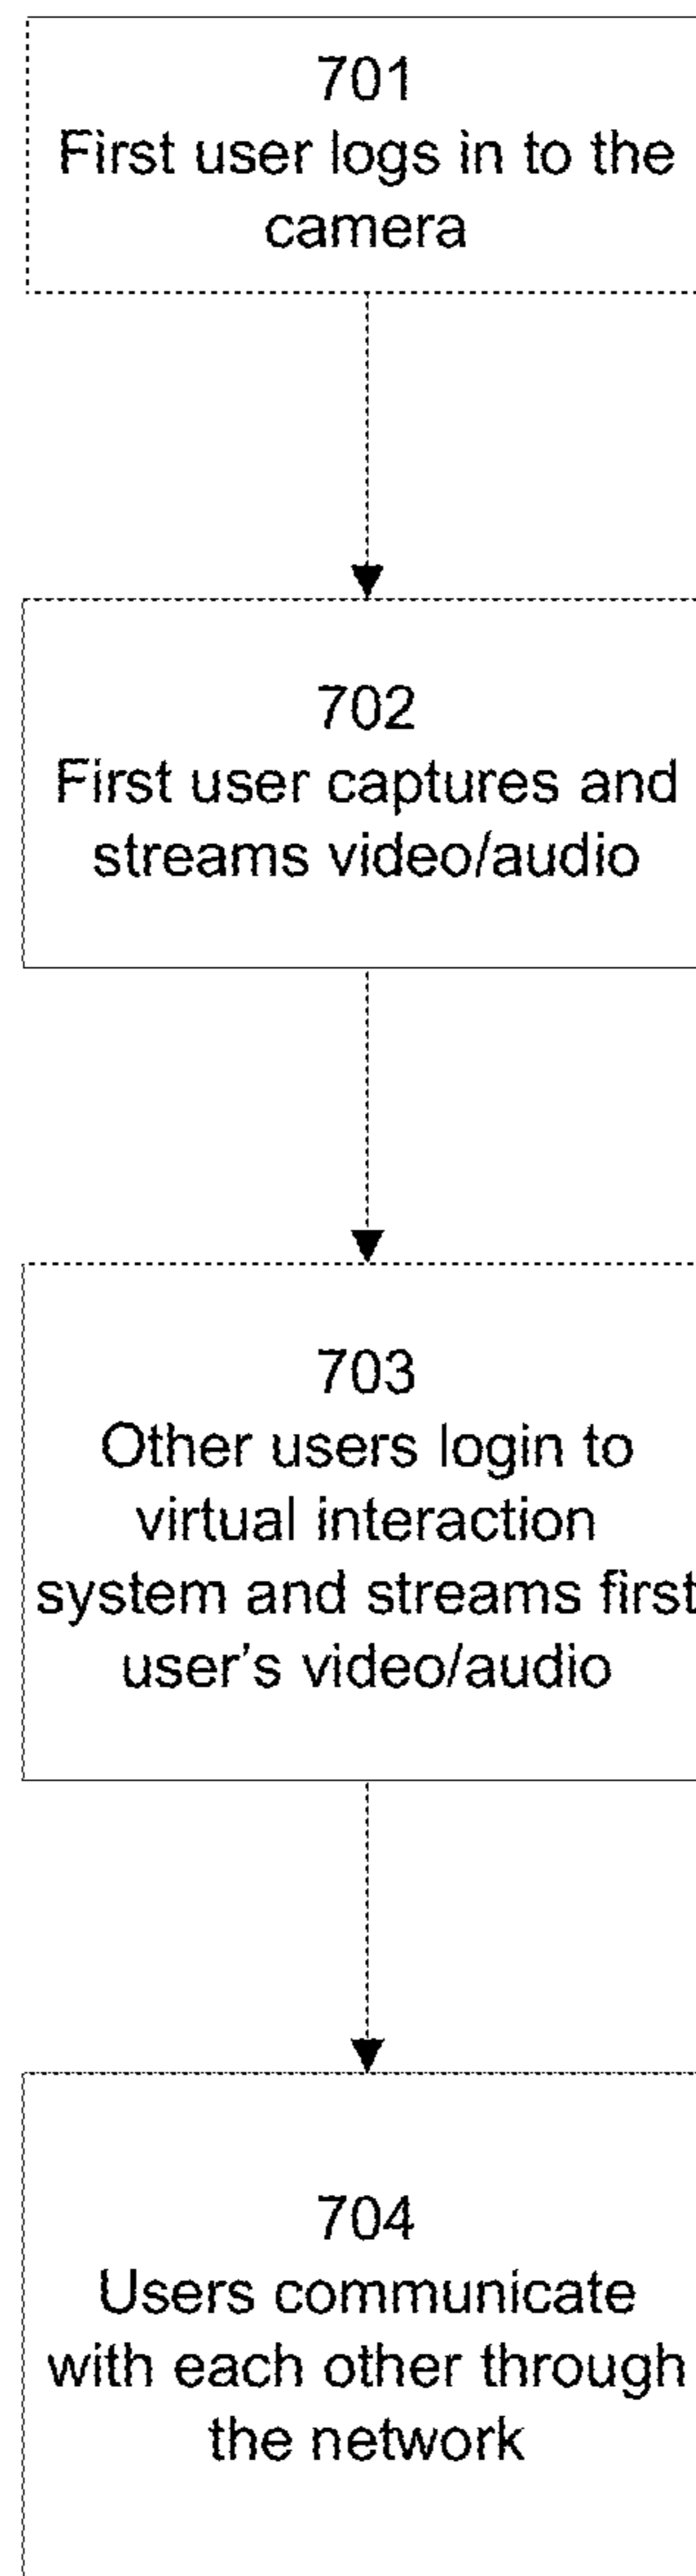 701
First user logs in to the
camera
702
First user captures and
streams video/audio
703
Other users login to
virtual interaction
system and streams first
user’s video/audio
704
Users communicate
with each other through
the network